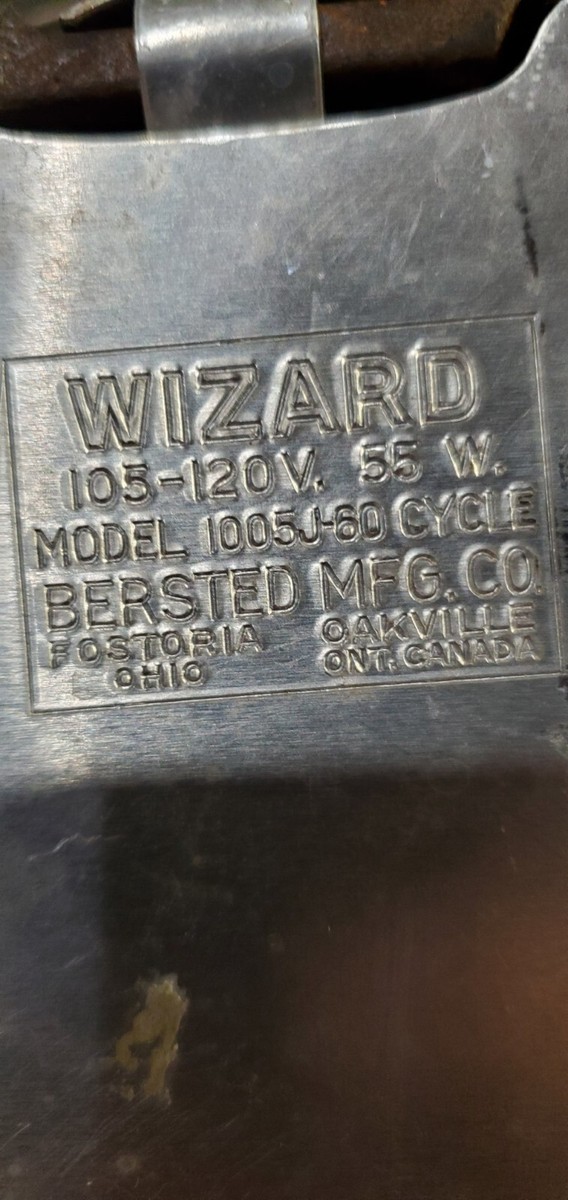 WIZARD
105-120V. 55 W.
MODEL 1005J-60 CYCLE
BERSTED MFG. CO.
FOSTORIA OAKVILLE
OHIO ONT. CANADA